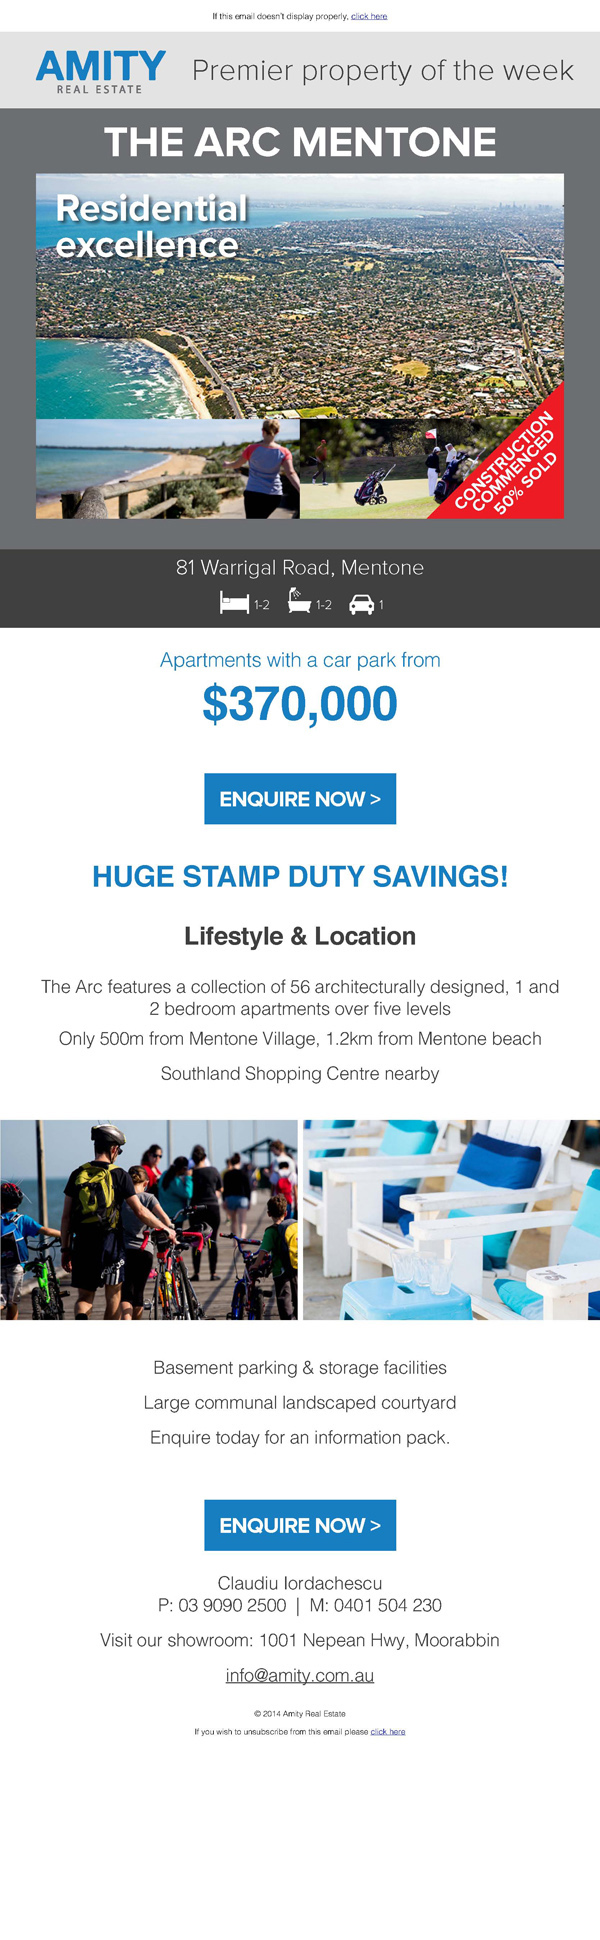 If this email doesn't display properly, click here
AMITY
REAL ESTATE
Premier property of the week
THE ARC MENTONE
Residential
excellence
CONSTRUCTION
COMMENCED
50% SOLD
81 Warrigal Road, Mentone
1-2 1-2 1
Apartments with a car park from
$370,000
ENQUIRE NOW >
HUGE STAMP DUTY SAVINGS!
Lifestyle & Location
The Arc features a collection of 56 architecturally designed, 1 and
2 bedroom apartments over five levels
Only 500m from Mentone Village, 1.2km from Mentone beach
Southland Shopping Centre nearby
Basement parking & storage facilities
Large communal landscaped courtyard
Enquire today for an information pack.
ENQUIRE NOW >
Claudiu Iordachescu
P: 03 9090 2500 | M: 0401 504 230
Visit our showroom: 1001 Nepean Hwy, Moorabbin
info@amity.com.au
© 2014 Amity Real Estate
If you wish to unsubscribe from this email please click here